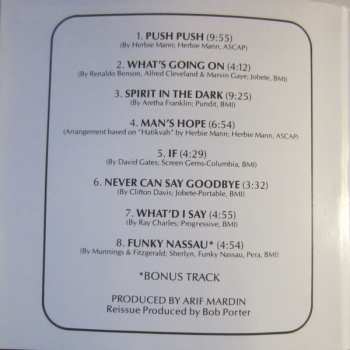 1. PUSH PUSH (9:55)
(By Herbie Mann; Herbie Mann, ASCAP)
2. WHAT'S GOING ON (4:12)
(By Renaldo Benson, Alfred Cleveland & Marvin Gaye; Jobete, BMI)
3. SPIRIT IN THE DARK (9:25)
(By Aretha Franklin; Pundit, BMI)
4. MAN'S HOPE (6:54)
(Arrangement based on "Hatikvah" by Herbie Mann; Herbie Mann, ASCAP)
5. IF (4:29)
(By David Gates; Screen Gems-Columbia, BMI)
6. NEVER CAN SAY GOODBYE (3:32)
(By Clifton Davis; Jobete-Portable, BMI)
7. WHAT'D I SAY (4:55)
(By Ray Charles; Progressive, BMI)
8. FUNKY NASSAU* (4:54)
(By Munnings & Fitzgerald; Sherlyn, Funky Nassau, Pera, BMI)
*BONUS TRACK
PRODUCED BY ARIF MARDIN
Reissue Produced by Bob Porter